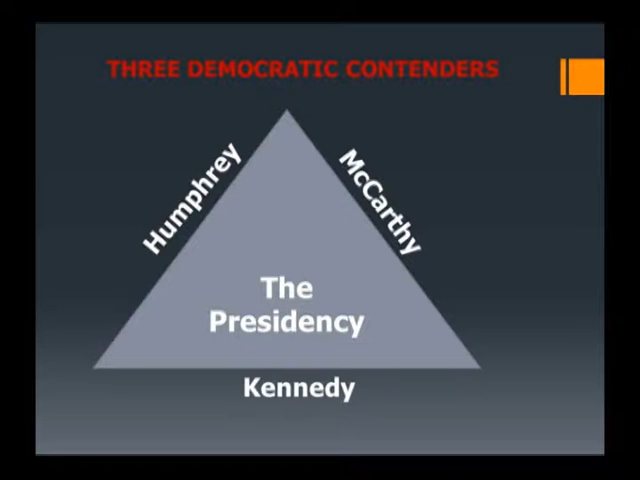 THREE DEMOCRATIC CONTENDERS
Humphrey
McCarthy
The
Presidency
Kennedy